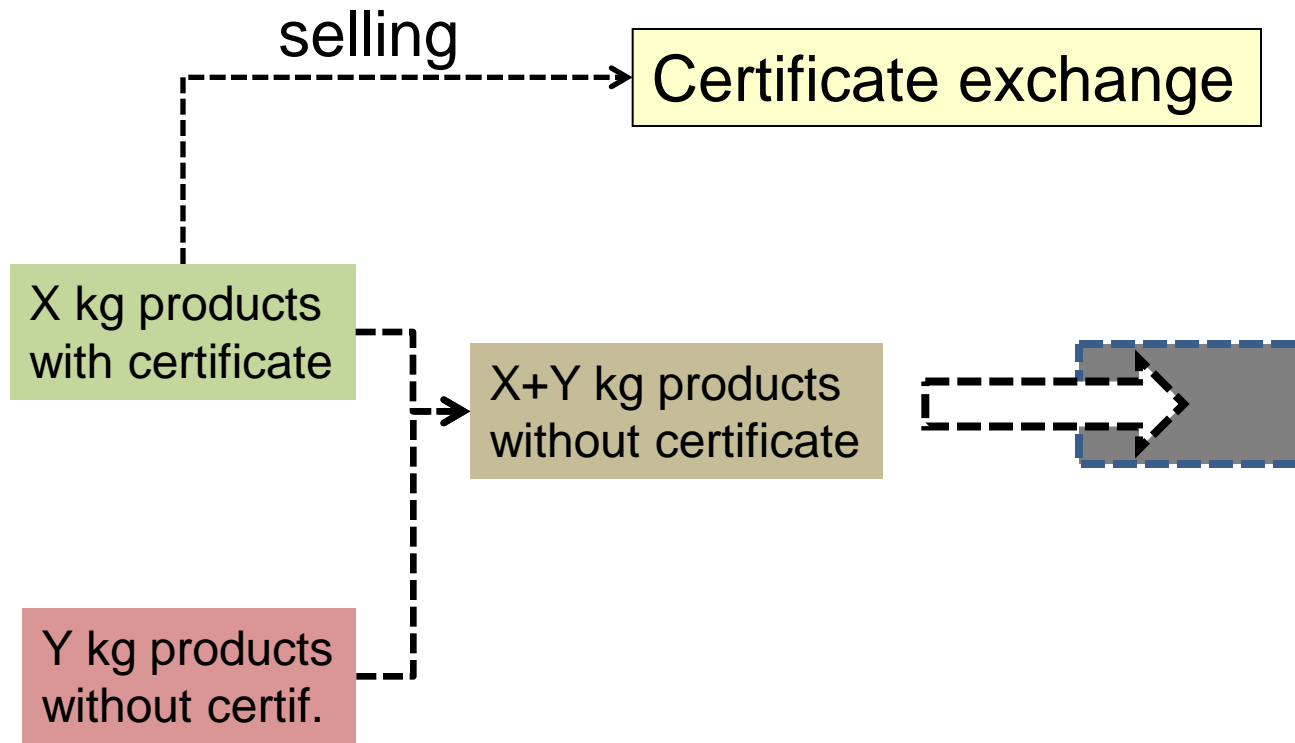 selling
Certificate exchange
X kg products
with certificate
X+Y kg products
without certificate
Y kg products
without certif.